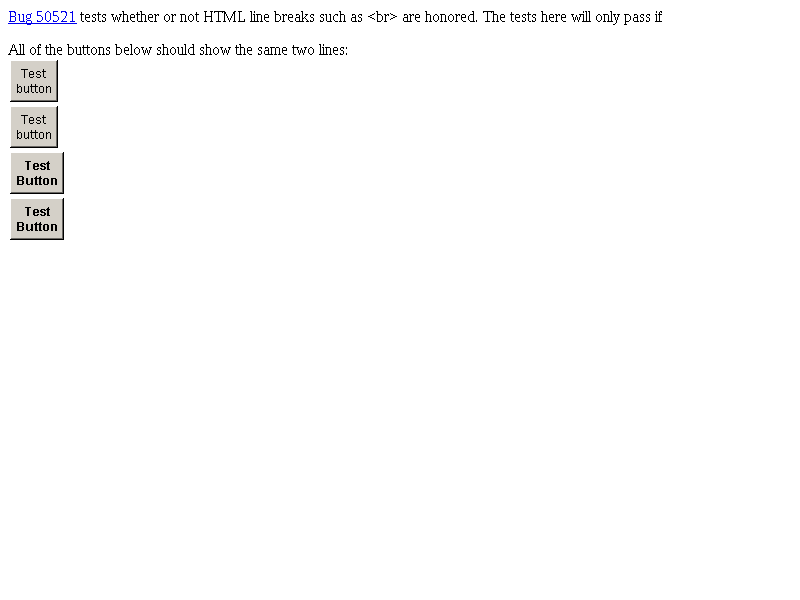 Bug 50521 tests whether or not HTML line breaks such as <br> are honored. The tests here will only pass if
All of the buttons below should show the same two lines:
Test
button
Test
button
Test
Button
Test
Button